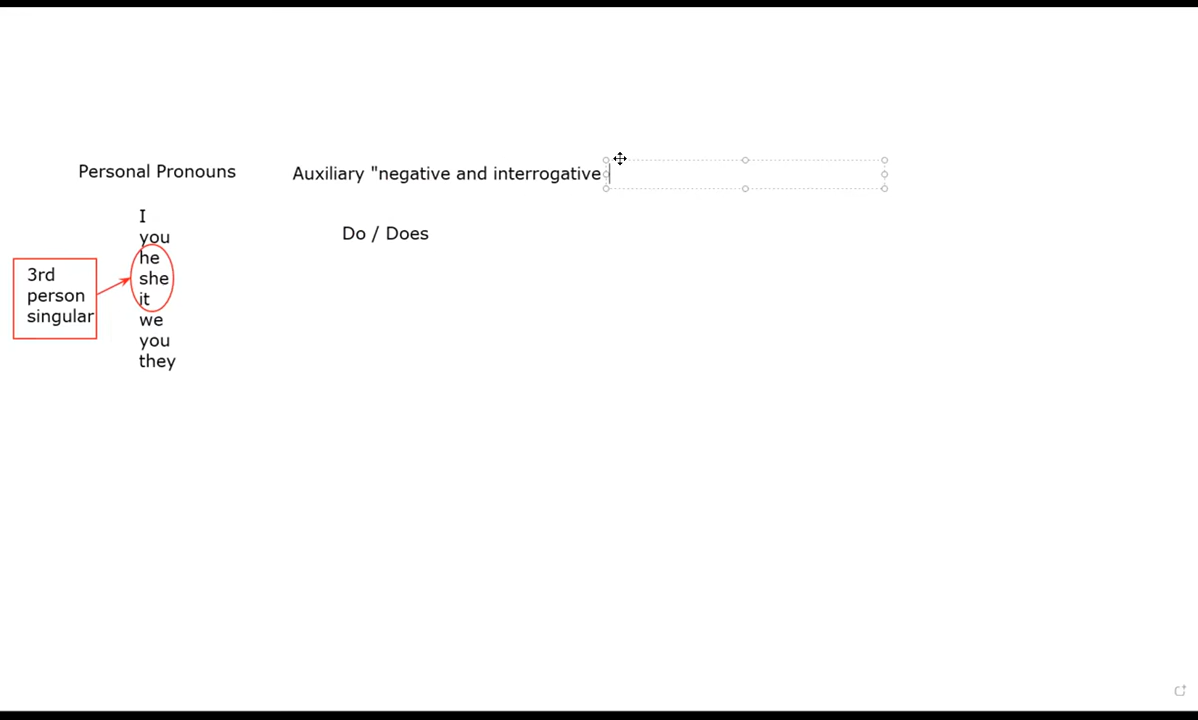 Personal Pronouns
Auxiliary "negative and interrogative
I
you
he
she
it
we
you
they
Do / Does
3rd
person
singular